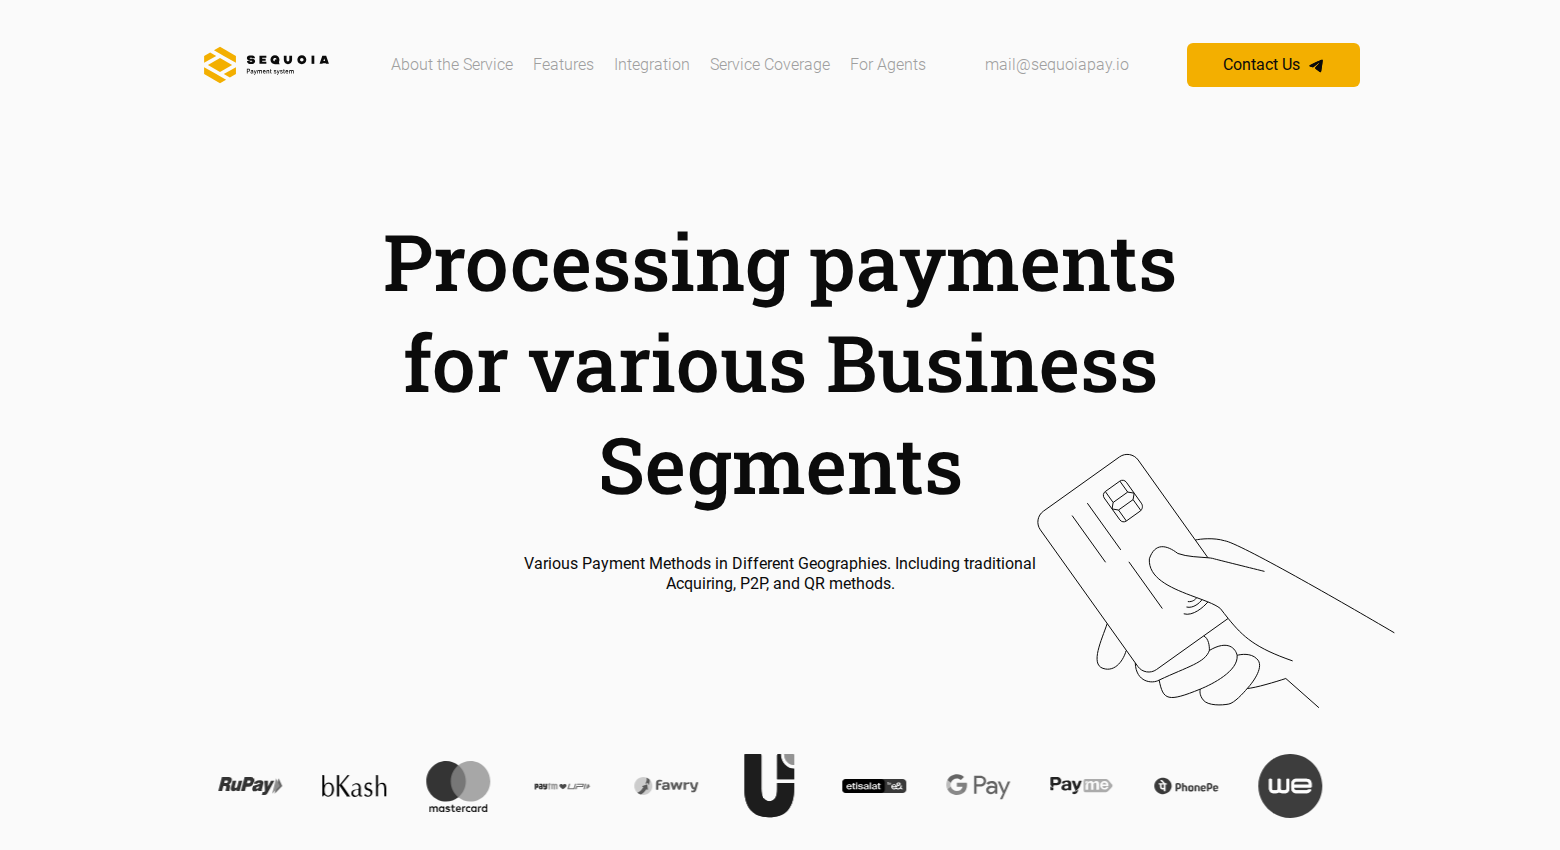 SEQUOIA
Payment system
About the Service
Features
Integration
Service Coverage
For Agents
mail@sequoiapay.io
Contact Us
Processing payments
for various Business
Segments
Various Payment Methods in Different Geographies. Including traditional
Acquiring, P2P, and QR methods.
RuPay
bKash
mastercard
paytm UPI
fawry
U
etisalat by e&
G Pay
Payme
PhonePe
we